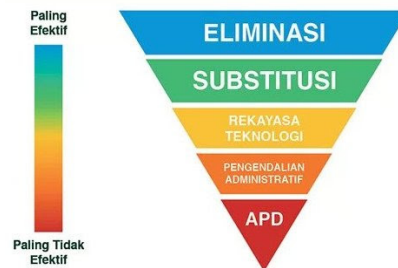 Paling
Efektif
ELIMINASI
SUBSTITUSI
REKAYASA
TEKNOLOGI
PENGENDALIAN
ADMINISTRATIF
APD
Paling Tidak
Efektif